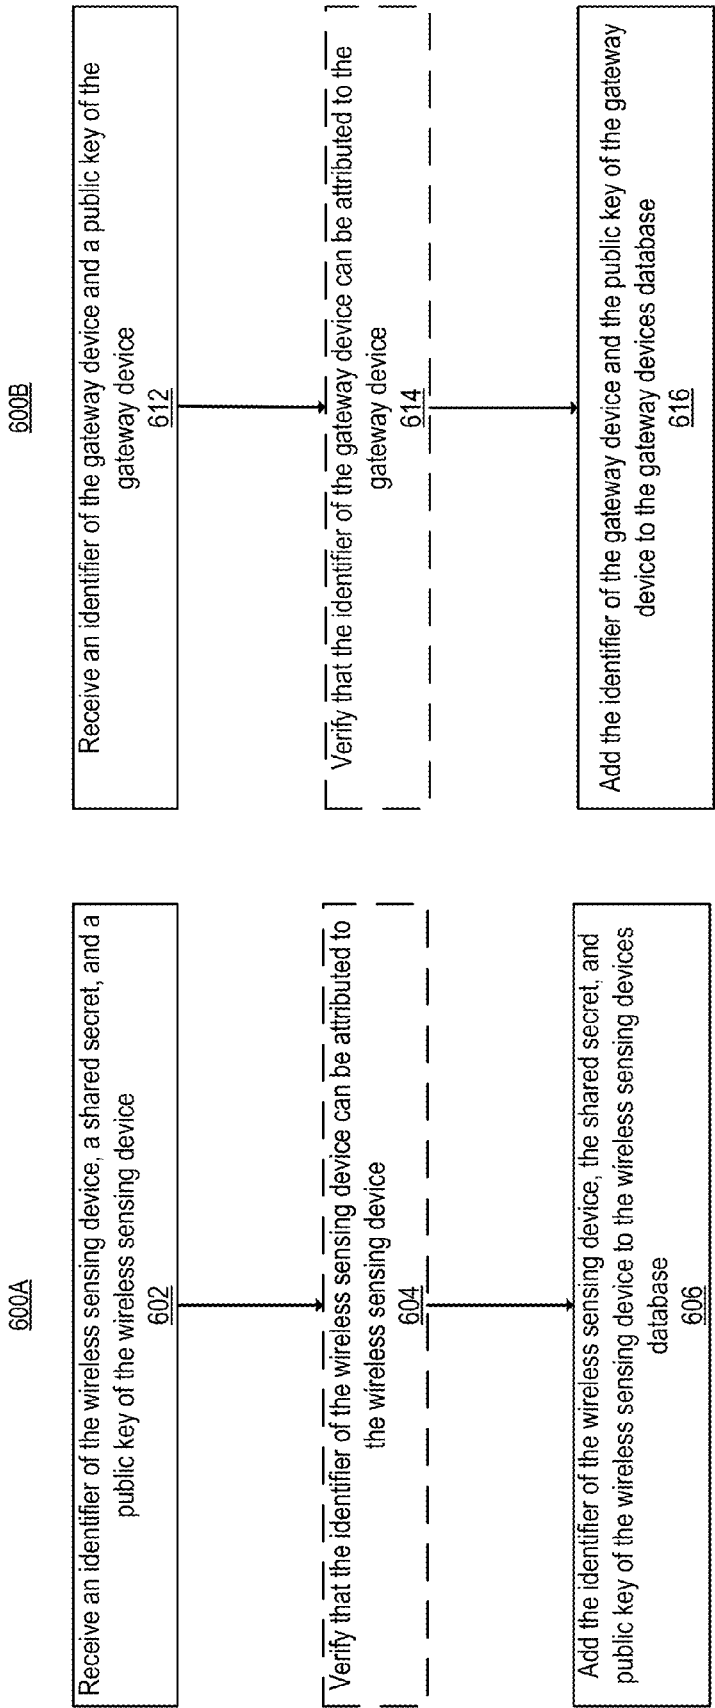 600A
Receive an identifier of the wireless sensing device, a shared secret, and a
public key of the wireless sensing device
602
Verify that the identifier of the wireless sensing device can be attributed to
the wireless sensing device
604
Add the identifier of the wireless sensing device, the shared secret, and
public key of the wireless sensing device to the wireless sensing devices
database
606
600B
Receive an identifier of the gateway device and a public key of the
gateway device
612
Verify that the identifier of the gateway device can be attributed to the
gateway device
614
Add the identifier of the gateway device and the public key of the gateway
device to the gateway devices database
616